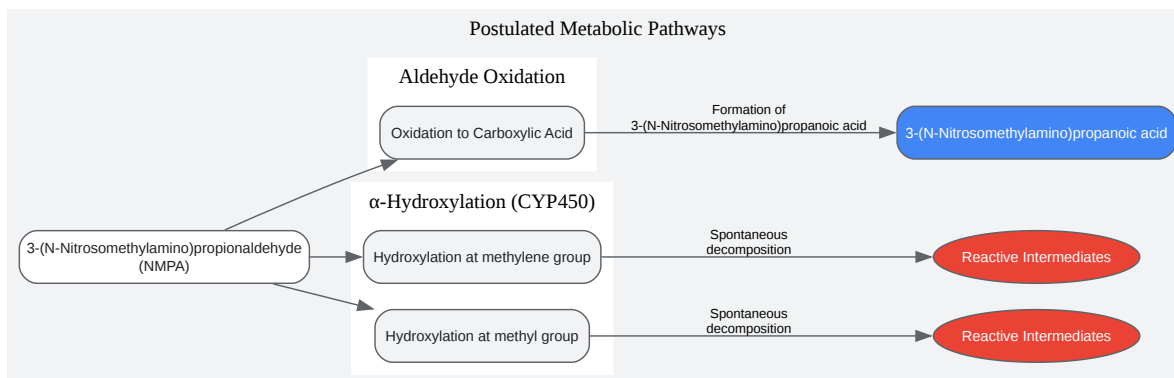 Postulated Metabolic Pathways
Aldehyde Oxidation
Oxidation to Carboxylic Acid
Formation of
3-(N-Nitrosomethylamino)propanoic acid
3-(N-Nitrosomethylamino)propanoic acid
α-Hydroxylation (CYP450)
3-(N-Nitrosomethylamino)propionaldehyde
(NMPA)
Hydroxylation at methylene group
Spontaneous
decomposition
Reactive Intermediates
Hydroxylation at methyl group
Spontaneous
decomposition
Reactive Intermediates